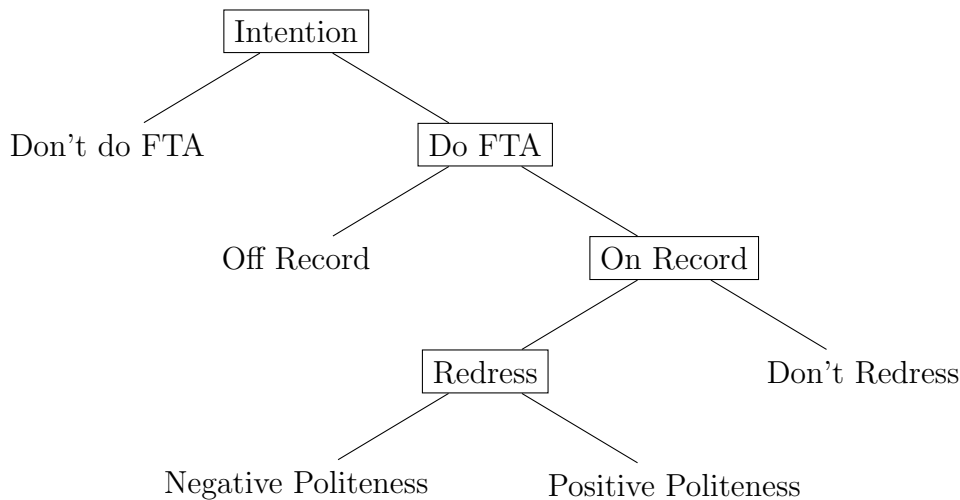 Intention
Don't do FTA
Do FTA
Off Record
On Record
Redress
Don't Redress
Negative Politeness
Positive Politeness